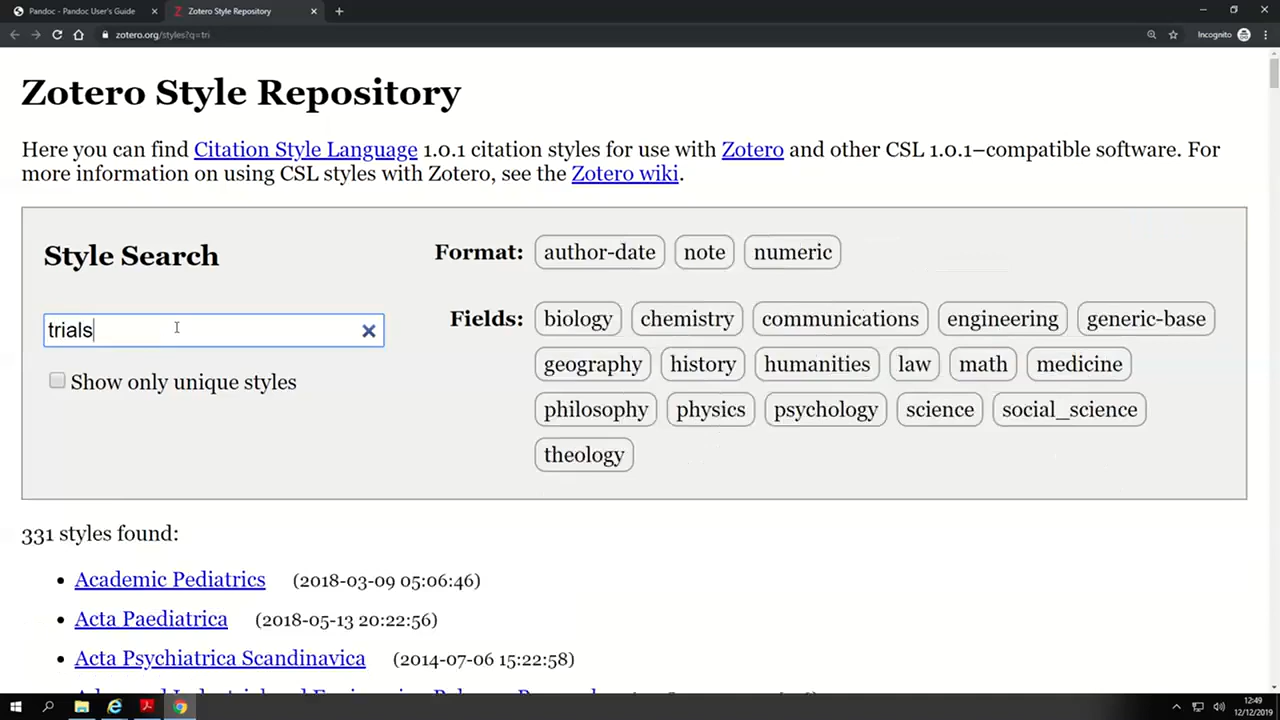 Pandoc - Pandoc User's Guide
Zotero Style Repository
zotero.org/styles?q=tri
Incognito
Zotero Style Repository
Here you can find Citation Style Language 1.0.1 citation styles for use with Zotero and other CSL 1.0.1–compatible software. For
more information on using CSL styles with Zotero, see the Zotero wiki.
Style Search
Format: author-date note numeric
trials
Fields: biology chemistry communications engineering generic-base
geography history humanities law math medicine
Show only unique styles
philosophy physics psychology science social_science
theology
331 styles found:
• Academic Pediatrics (2018-03-09 05:06:46)
• Acta Paediatrica (2018-05-13 20:22:56)
• Acta Psychiatrica Scandinavica (2014-07-06 15:22:58)
12:49
12/12/2019